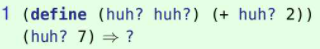 1 (define (huh? huh?) (+ huh? 2))
(huh? 7) ⇒ ?